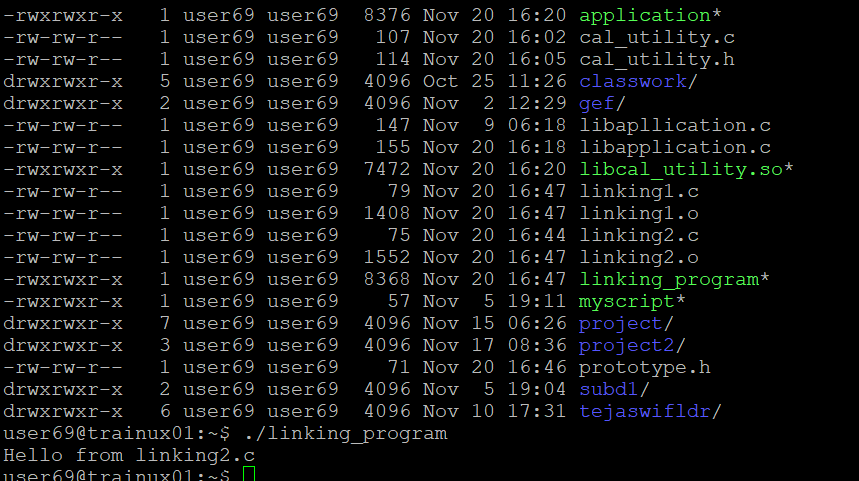 -rwxrwxr-x   1 user69 user69  8376 Nov 20 16:20 application*
-rw-rw-r--   1 user69 user69   107 Nov 20 16:02 cal_utility.c
-rw-rw-r--   1 user69 user69   114 Nov 20 16:05 cal_utility.h
drwxrwxr-x   5 user69 user69  4096 Oct 25 11:26 classwork/
drwxrwxr-x   2 user69 user69  4096 Nov  2 12:29 gef/
-rw-rw-r--   1 user69 user69   147 Nov  9 06:18 libapllication.c
-rw-rw-r--   1 user69 user69   155 Nov 20 16:18 libapplication.c
-rwxrwxr-x   1 user69 user69  7472 Nov 20 16:20 libcal_utility.so*
-rw-rw-r--   1 user69 user69    79 Nov 20 16:47 linking1.c
-rw-rw-r--   1 user69 user69  1408 Nov 20 16:47 linking1.o
-rw-rw-r--   1 user69 user69    75 Nov 20 16:44 linking2.c
-rw-rw-r--   1 user69 user69  1552 Nov 20 16:47 linking2.o
-rwxrwxr-x   1 user69 user69  8368 Nov 20 16:47 linking_program*
-rwxrwxr-x   1 user69 user69    57 Nov  5 19:11 myscript*
drwxrwxr-x   7 user69 user69  4096 Nov 15 06:26 project/
drwxrwxr-x   3 user69 user69  4096 Nov 17 08:36 project2/
-rw-rw-r--   1 user69 user69    71 Nov 20 16:46 prototype.h
drwxrwxr-x   2 user69 user69  4096 Nov  5 19:04 subd1/
drwxrwxr-x   6 user69 user69  4096 Nov 10 17:31 tejaswifldr/
user69@trainux01:~$ ./linking_program
Hello from linking2.c
user69@trainux01:~$